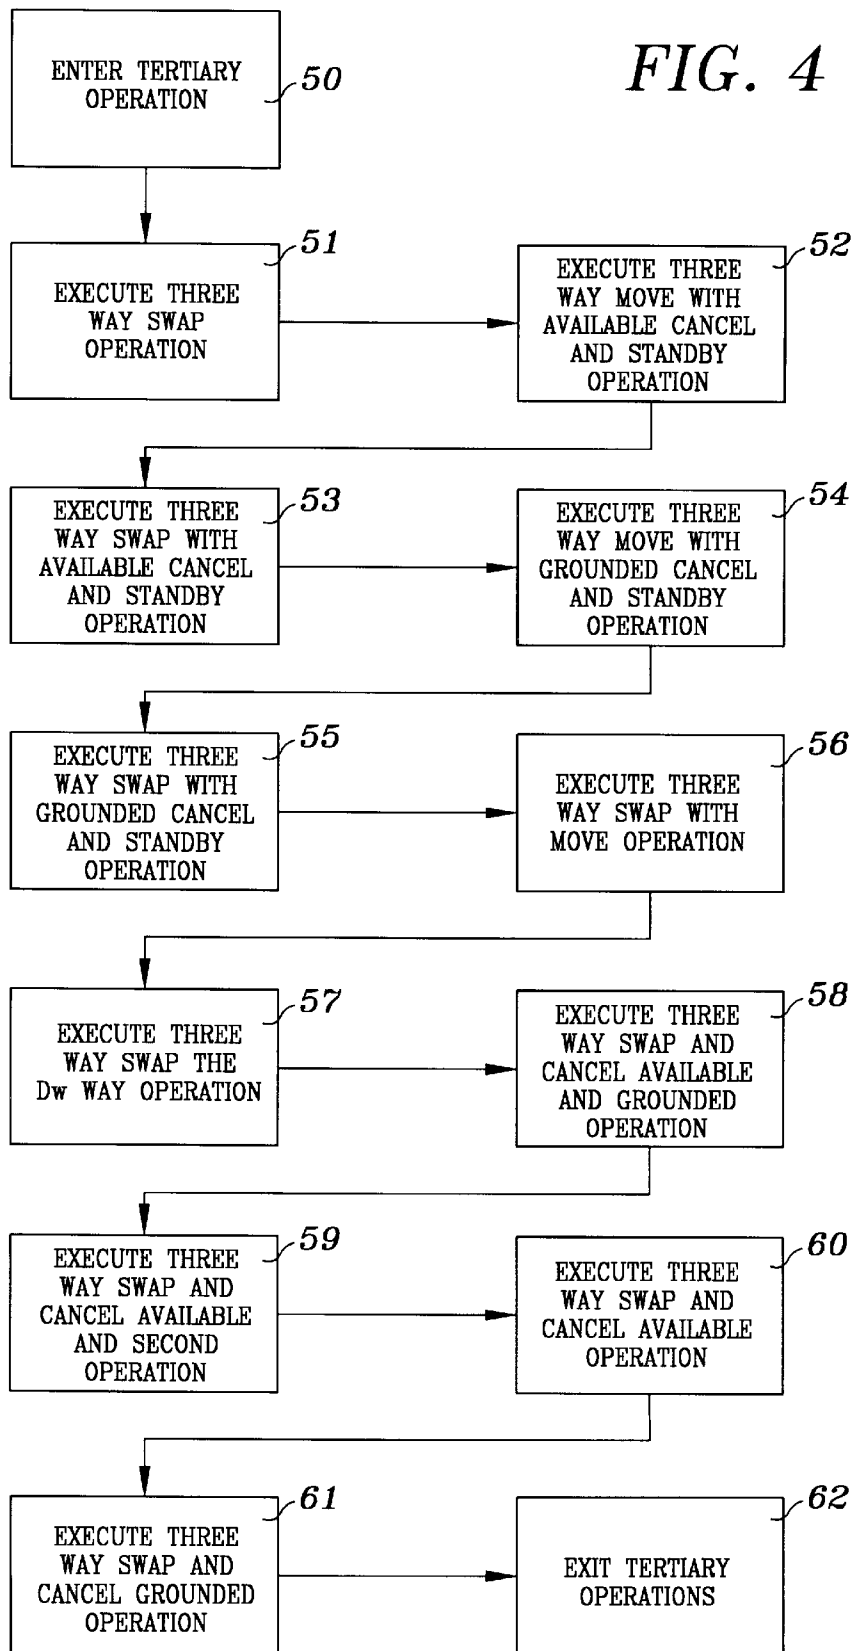 FIG. 4
ENTER TERTIARY
OPERATION
50
EXECUTE THREE
WAY SWAP
OPERATION
51
EXECUTE THREE
WAY MOVE WITH
AVAILABLE CANCEL
AND STANDBY
OPERATION
52
EXECUTE THREE
WAY SWAP WITH
AVAILABLE CANCEL
AND STANDBY
OPERATION
53
EXECUTE THREE
WAY MOVE WITH
GROUNDED CANCEL
AND STANDBY
OPERATION
54
EXECUTE THREE
WAY SWAP WITH
GROUNDED CANCEL
AND STANDBY
OPERATION
55
EXECUTE THREE
WAY SWAP WITH
MOVE OPERATION
56
EXECUTE THREE
WAY SWAP THE
Dw WAY OPERATION
57
EXECUTE THREE
WAY SWAP AND
CANCEL AVAILABLE
AND GROUNDED
OPERATION
58
EXECUTE THREE
WAY SWAP AND
CANCEL AVAILABLE
AND SECOND
OPERATION
59
EXECUTE THREE
WAY SWAP AND
CANCEL AVAILABLE
OPERATION
60
EXECUTE THREE
WAY SWAP AND
CANCEL GROUNDED
OPERATION
61
EXIT TERTIARY
OPERATIONS
62